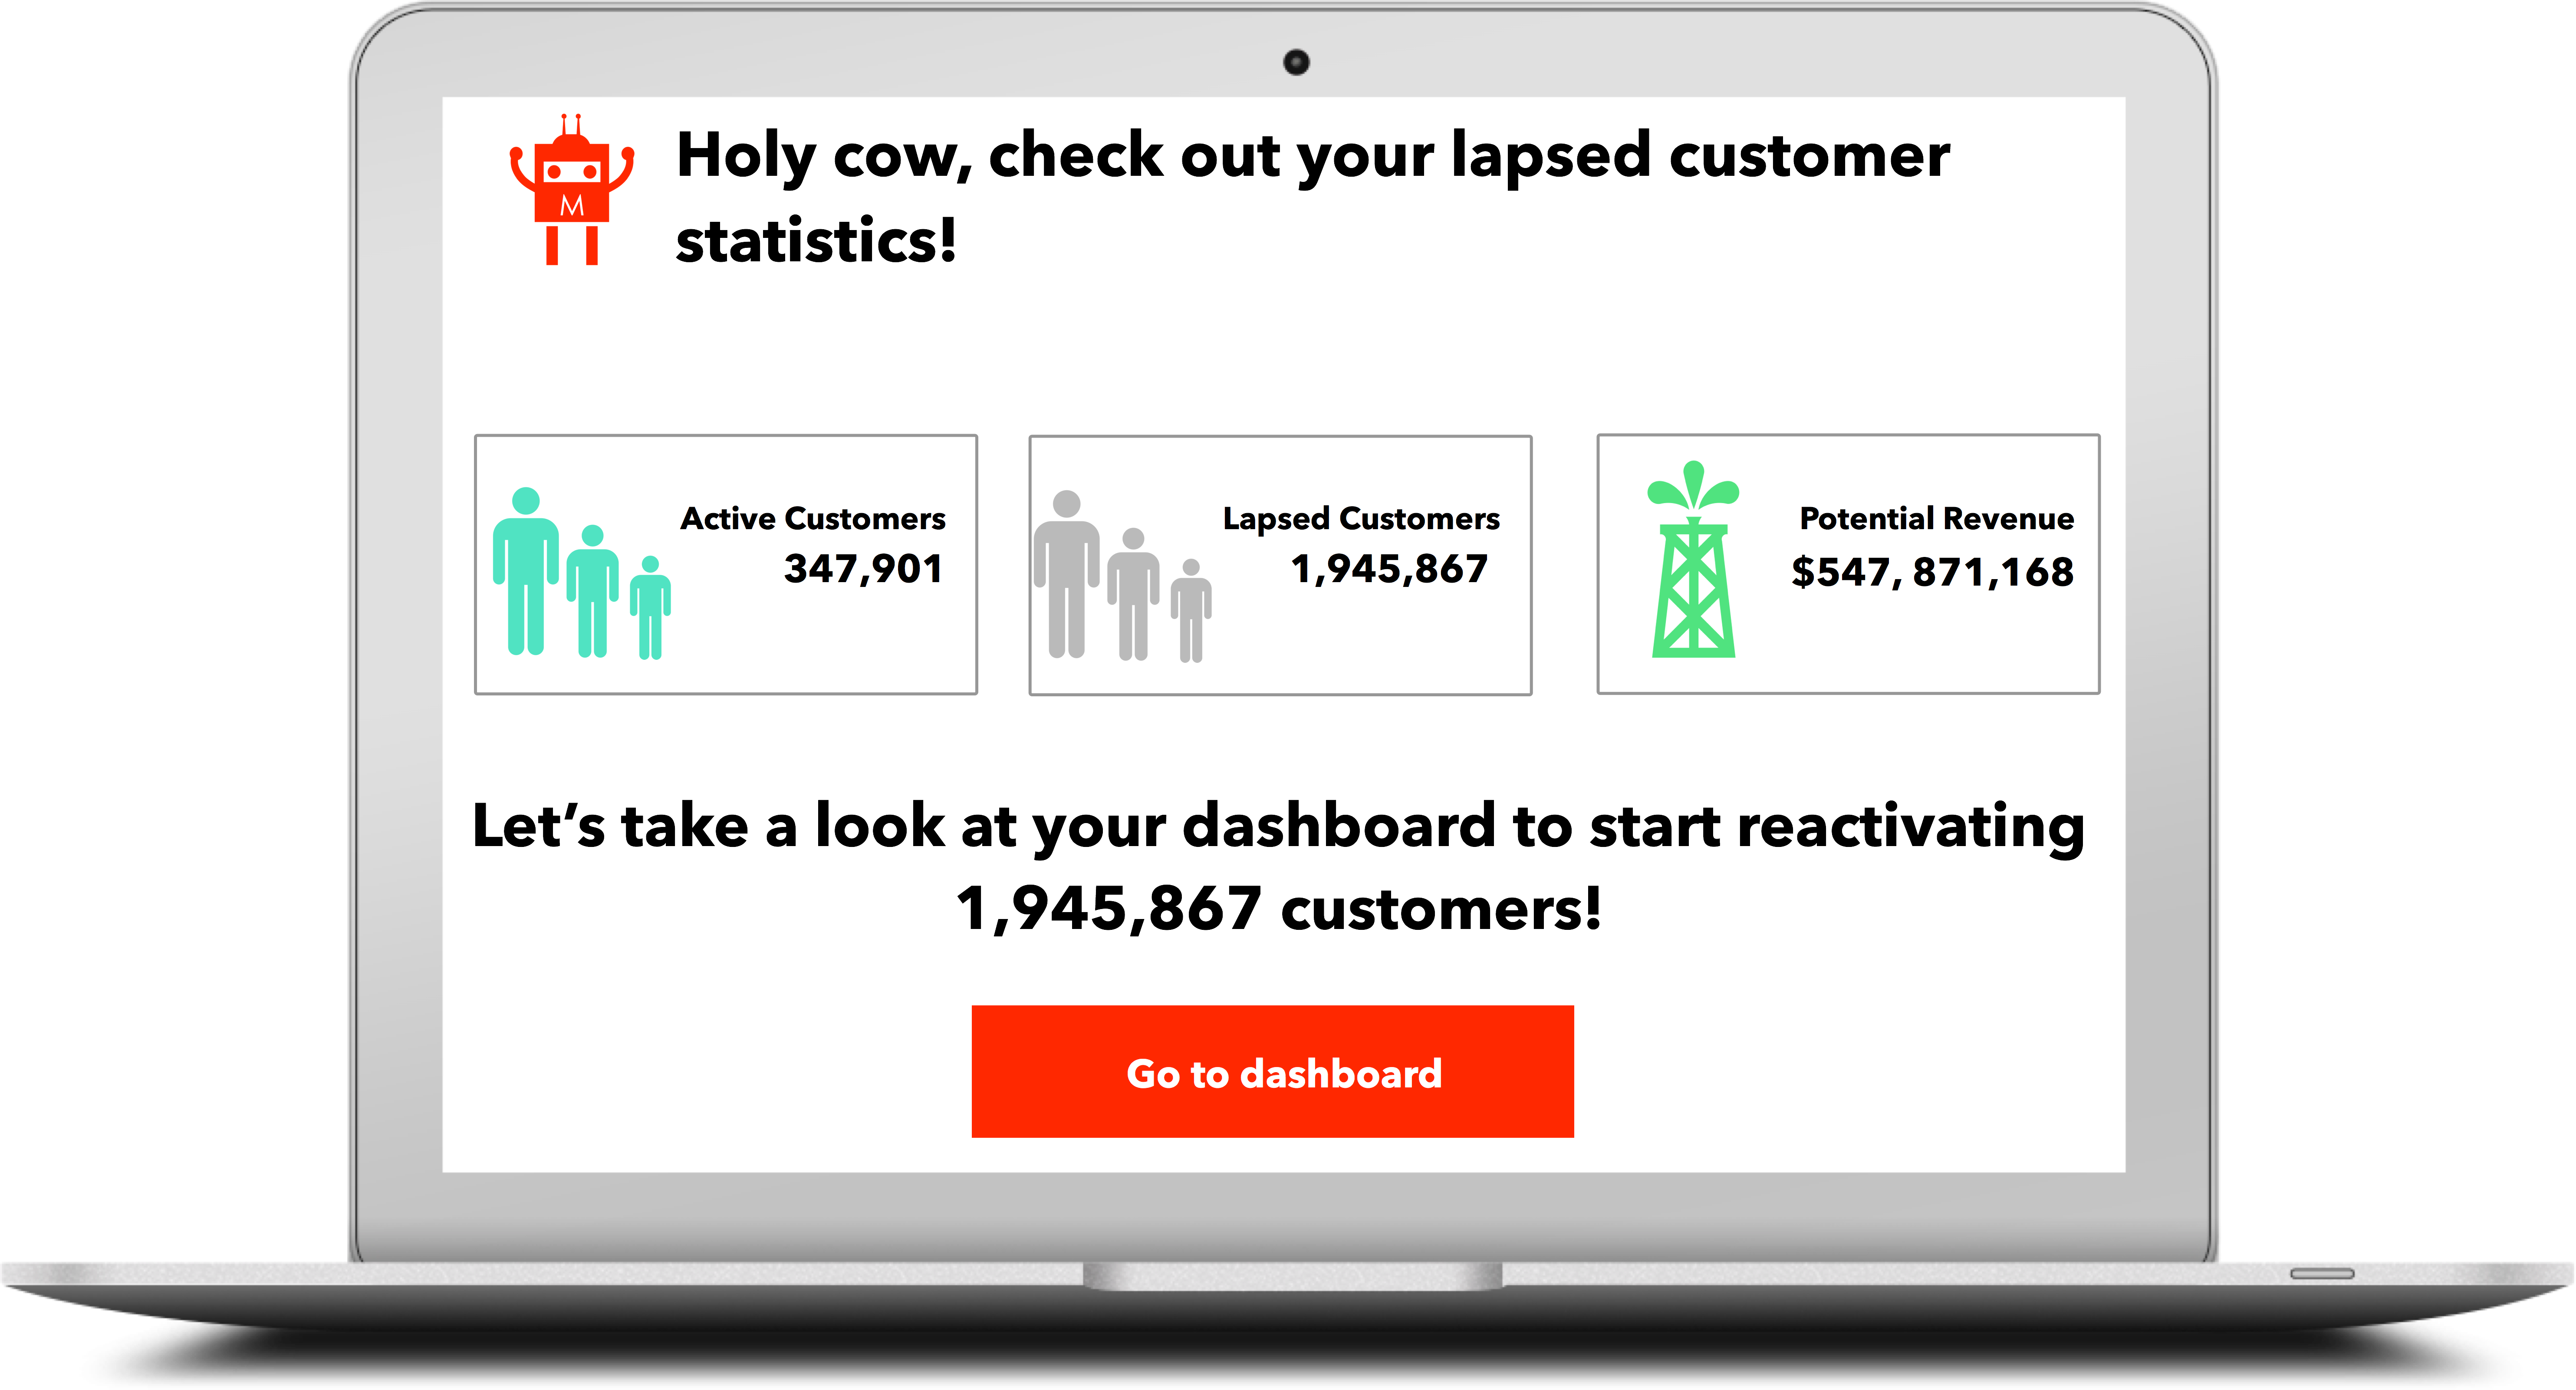 M
Holy cow, check out your lapsed customer
statistics!
Active Customers
347,901
Lapsed Customers
1,945,867
Potential Revenue
$547, 871,168
Let’s take a look at your dashboard to start reactivating
1,945,867 customers!
Go to dashboard